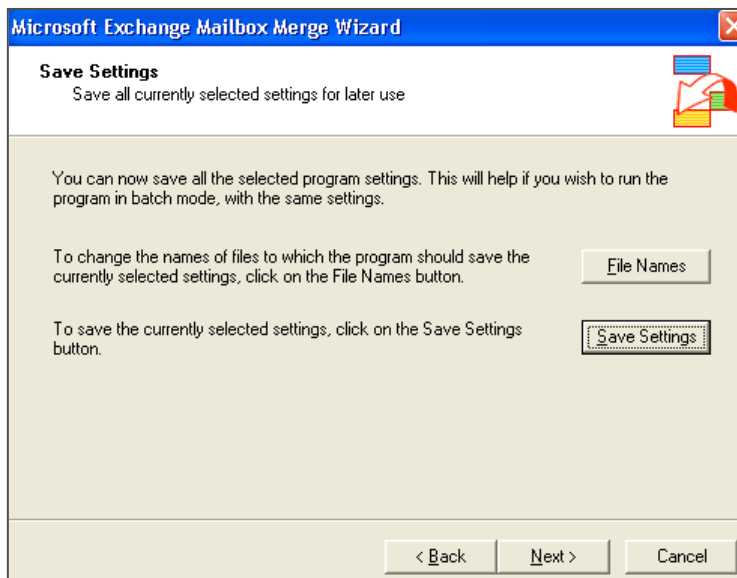 Microsoft Exchange Mailbox Merge Wizard
Save Settings
Save all currently selected settings for later use
You can now save all the selected program settings. This will help if you wish to run the
program in batch mode, with the same settings.
To change the names of files to which the program should save the
currently selected settings, click on the File Names button.
File Names
To save the currently selected settings, click on the Save Settings
button.
Save Settings
< Back
Next >
Cancel